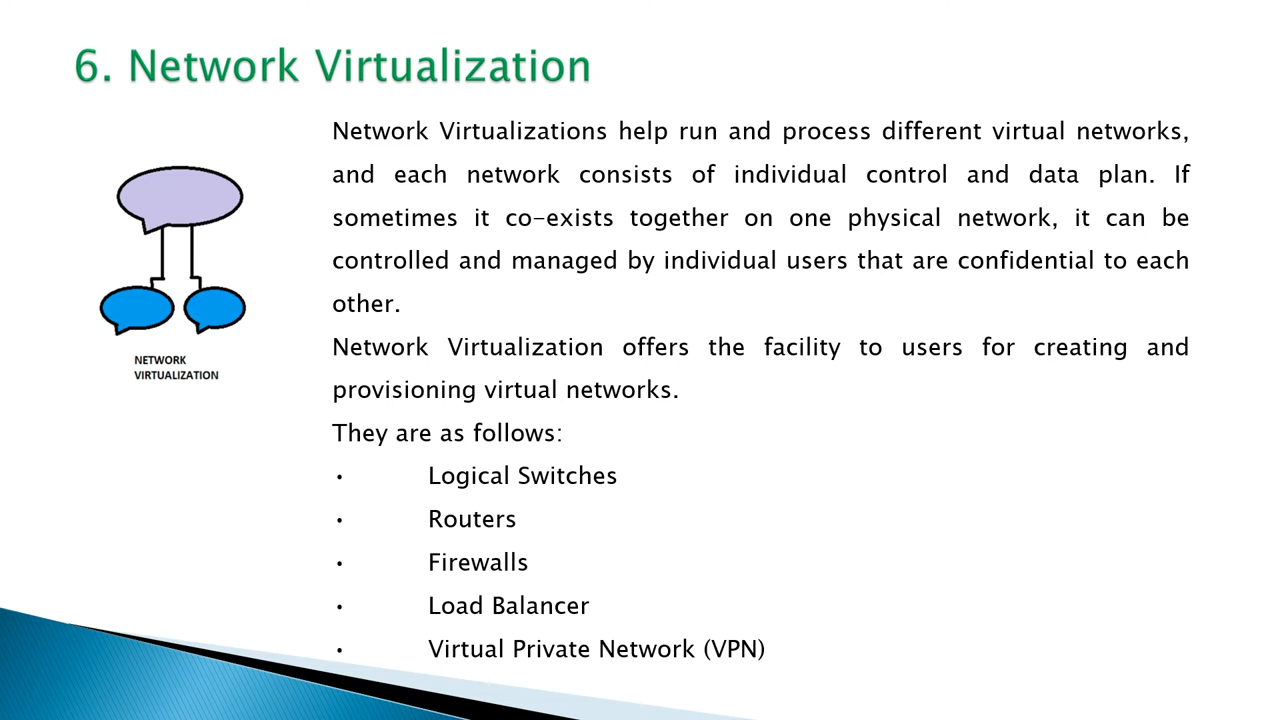 6. Network Virtualization
Network Virtualizations help run and process different virtual networks,
and each network consists of individual control and data plan. If
sometimes it co-exists together on one physical network, it can be
controlled and managed by individual users that are confidential to each
other.
Network Virtualization offers the facility to users for creating and
provisioning virtual networks.
They are as follows:
• Logical Switches
• Routers
• Firewalls
• Load Balancer
• Virtual Private Network (VPN)
NETWORK
VIRTUALIZATION